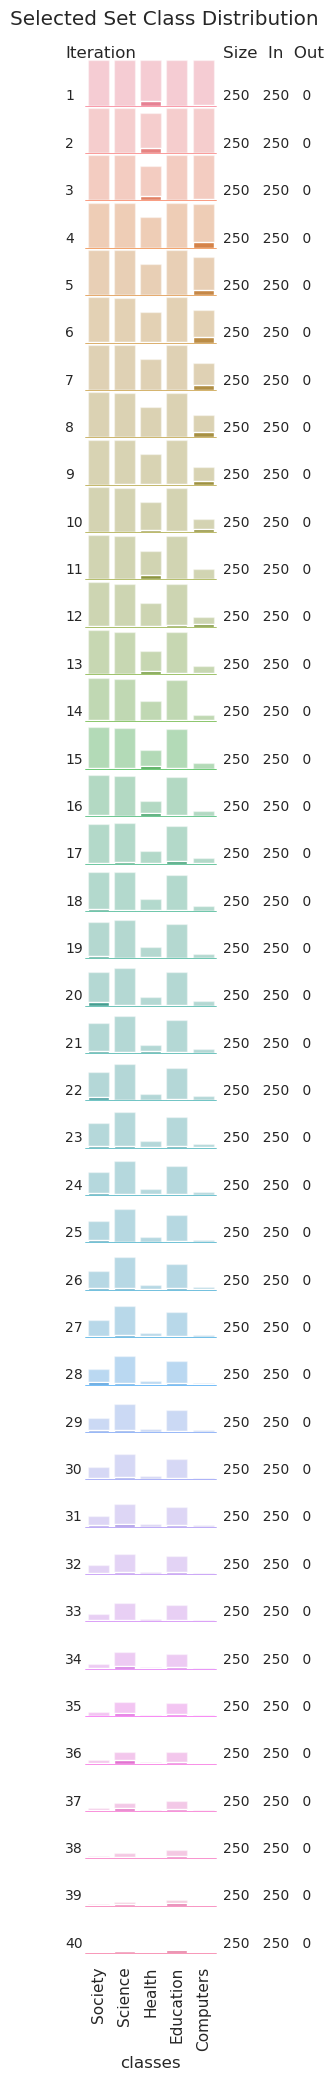 Selected Set Class Distribution
Iteration Size In Out
1 250 250 0
2 250 250 0
3 250 250 0
4 250 250 0
5 250 250 0
6 250 250 0
7 250 250 0
8 250 250 0
9 250 250 0
10 250 250 0
11 250 250 0
12 250 250 0
13 250 250 0
14 250 250 0
15 250 250 0
16 250 250 0
17 250 250 0
18 250 250 0
19 250 250 0
20 250 250 0
21 250 250 0
22 250 250 0
23 250 250 0
24 250 250 0
25 250 250 0
26 250 250 0
27 250 250 0
28 250 250 0
29 250 250 0
30 250 250 0
31 250 250 0
32 250 250 0
33 250 250 0
34 250 250 0
35 250 250 0
36 250 250 0
37 250 250 0
38 250 250 0
39 250 250 0
40 250 250 0
Society
Science
Health
Education
Computers
classes